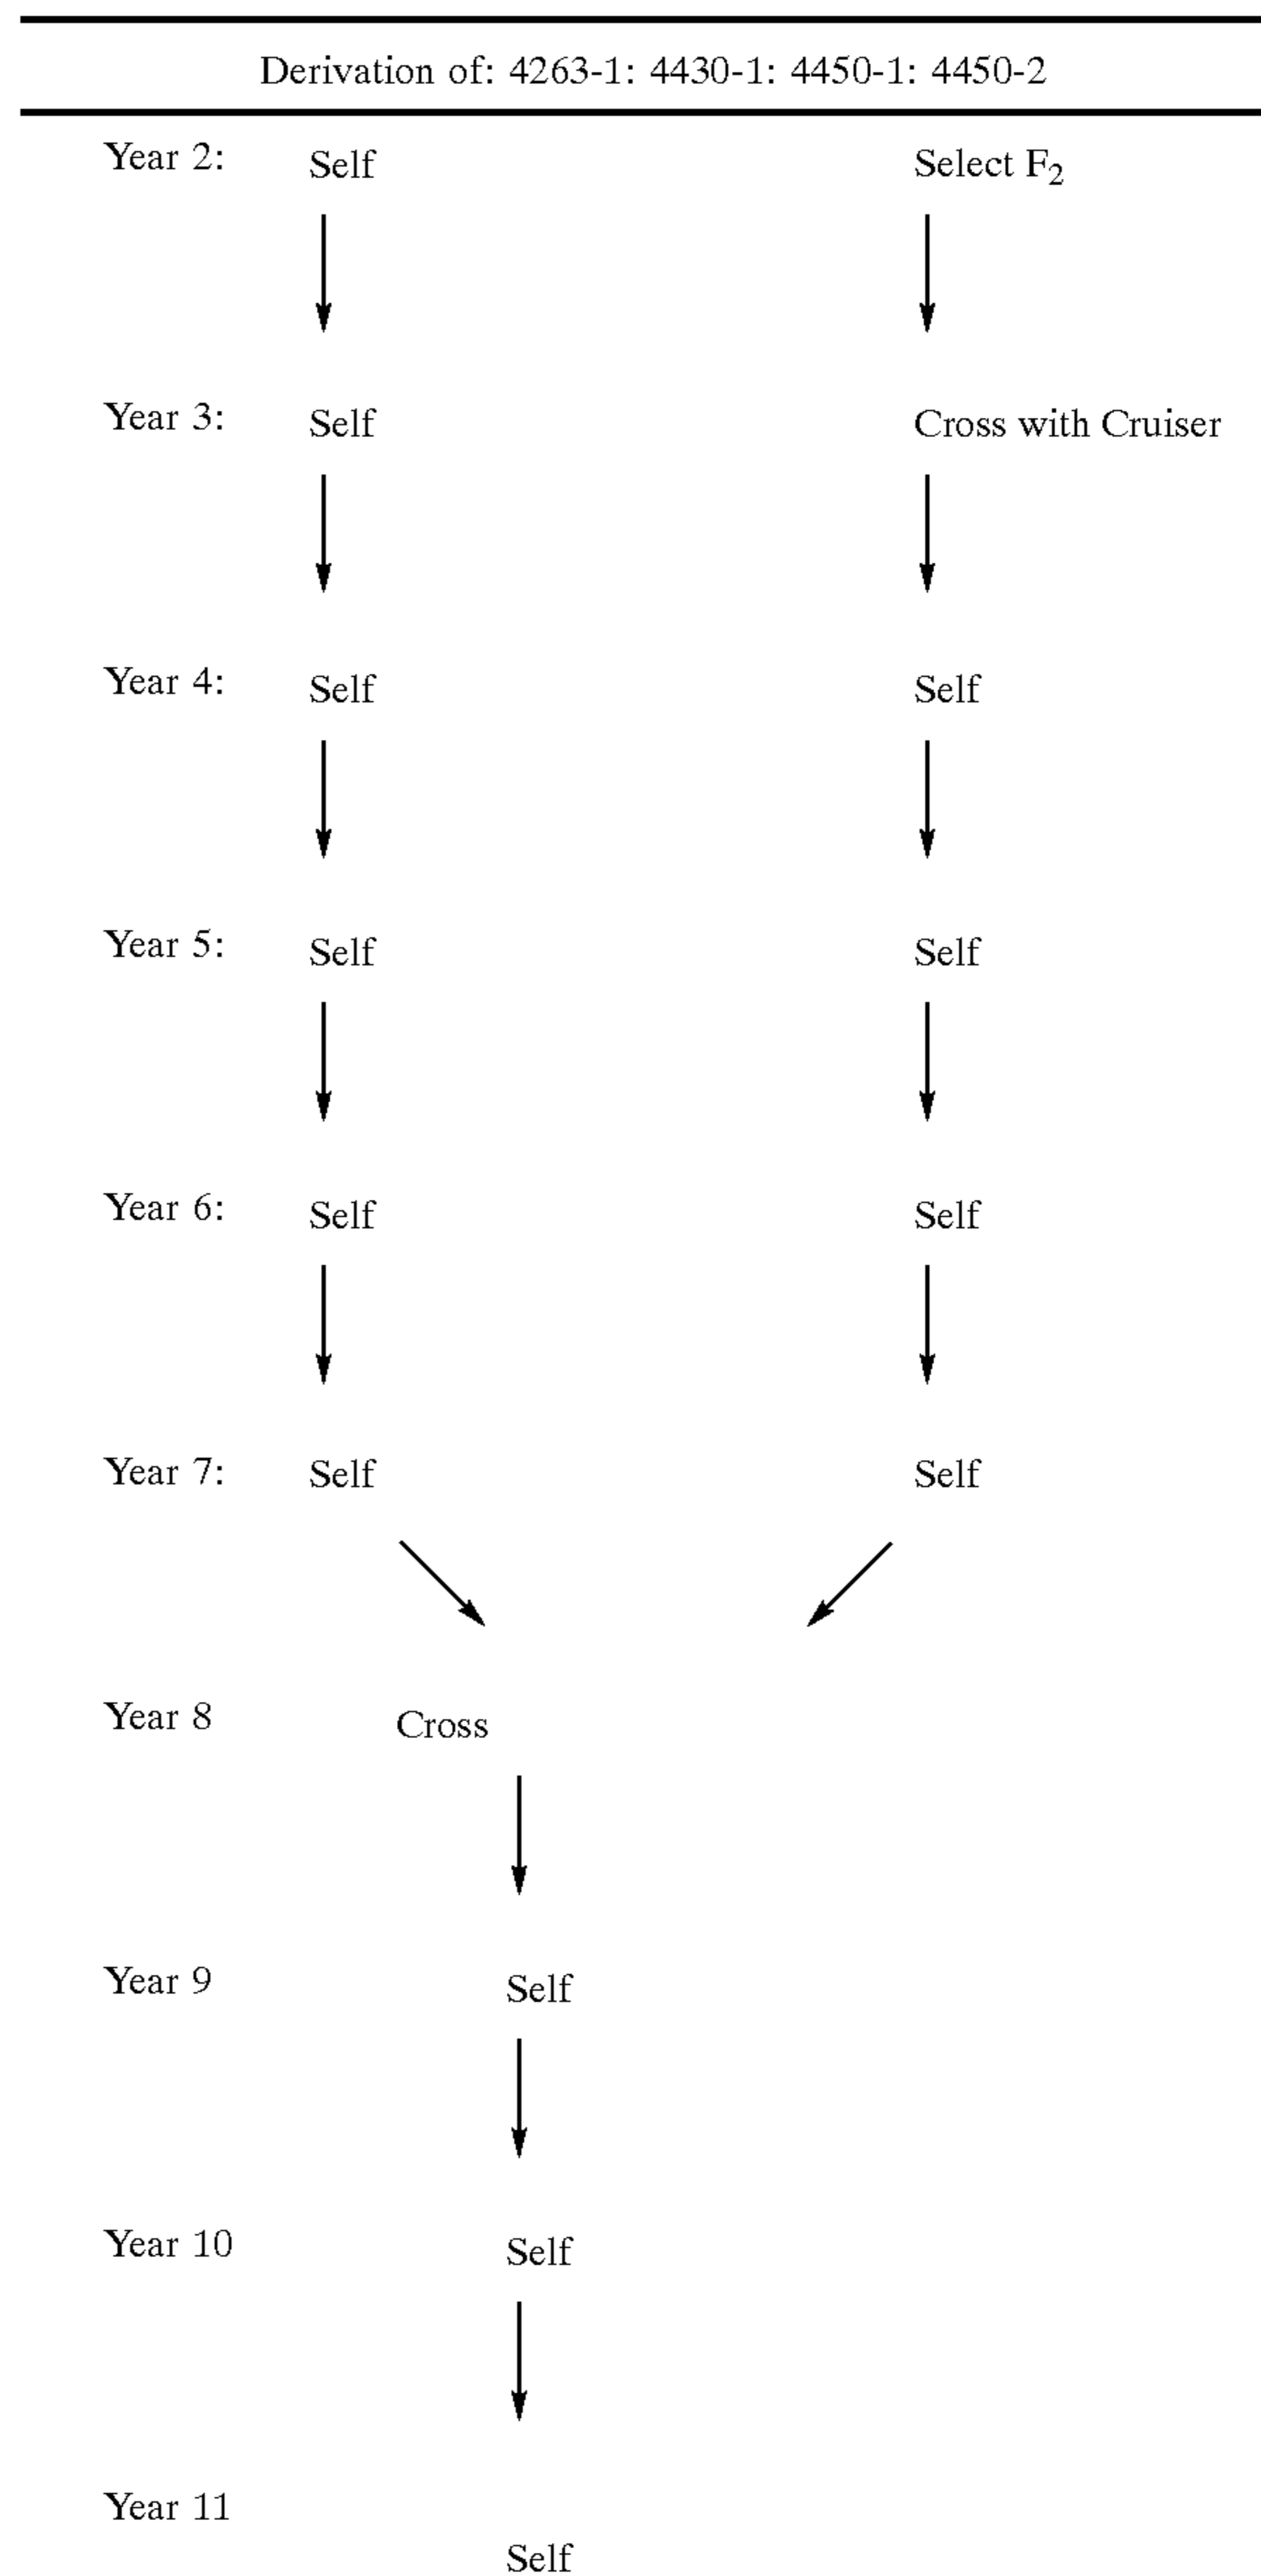 Derivation of: 4263-1: 4430-1: 4450-1: 4450-2
Year 2: Self Select F₂
Year 3: Self Cross with Cruiser
Year 4: Self Self
Year 5: Self Self
Year 6: Self Self
Year 7: Self Self
Year 8 Cross
Year 9 Self
Year 10 Self
Year 11
Self